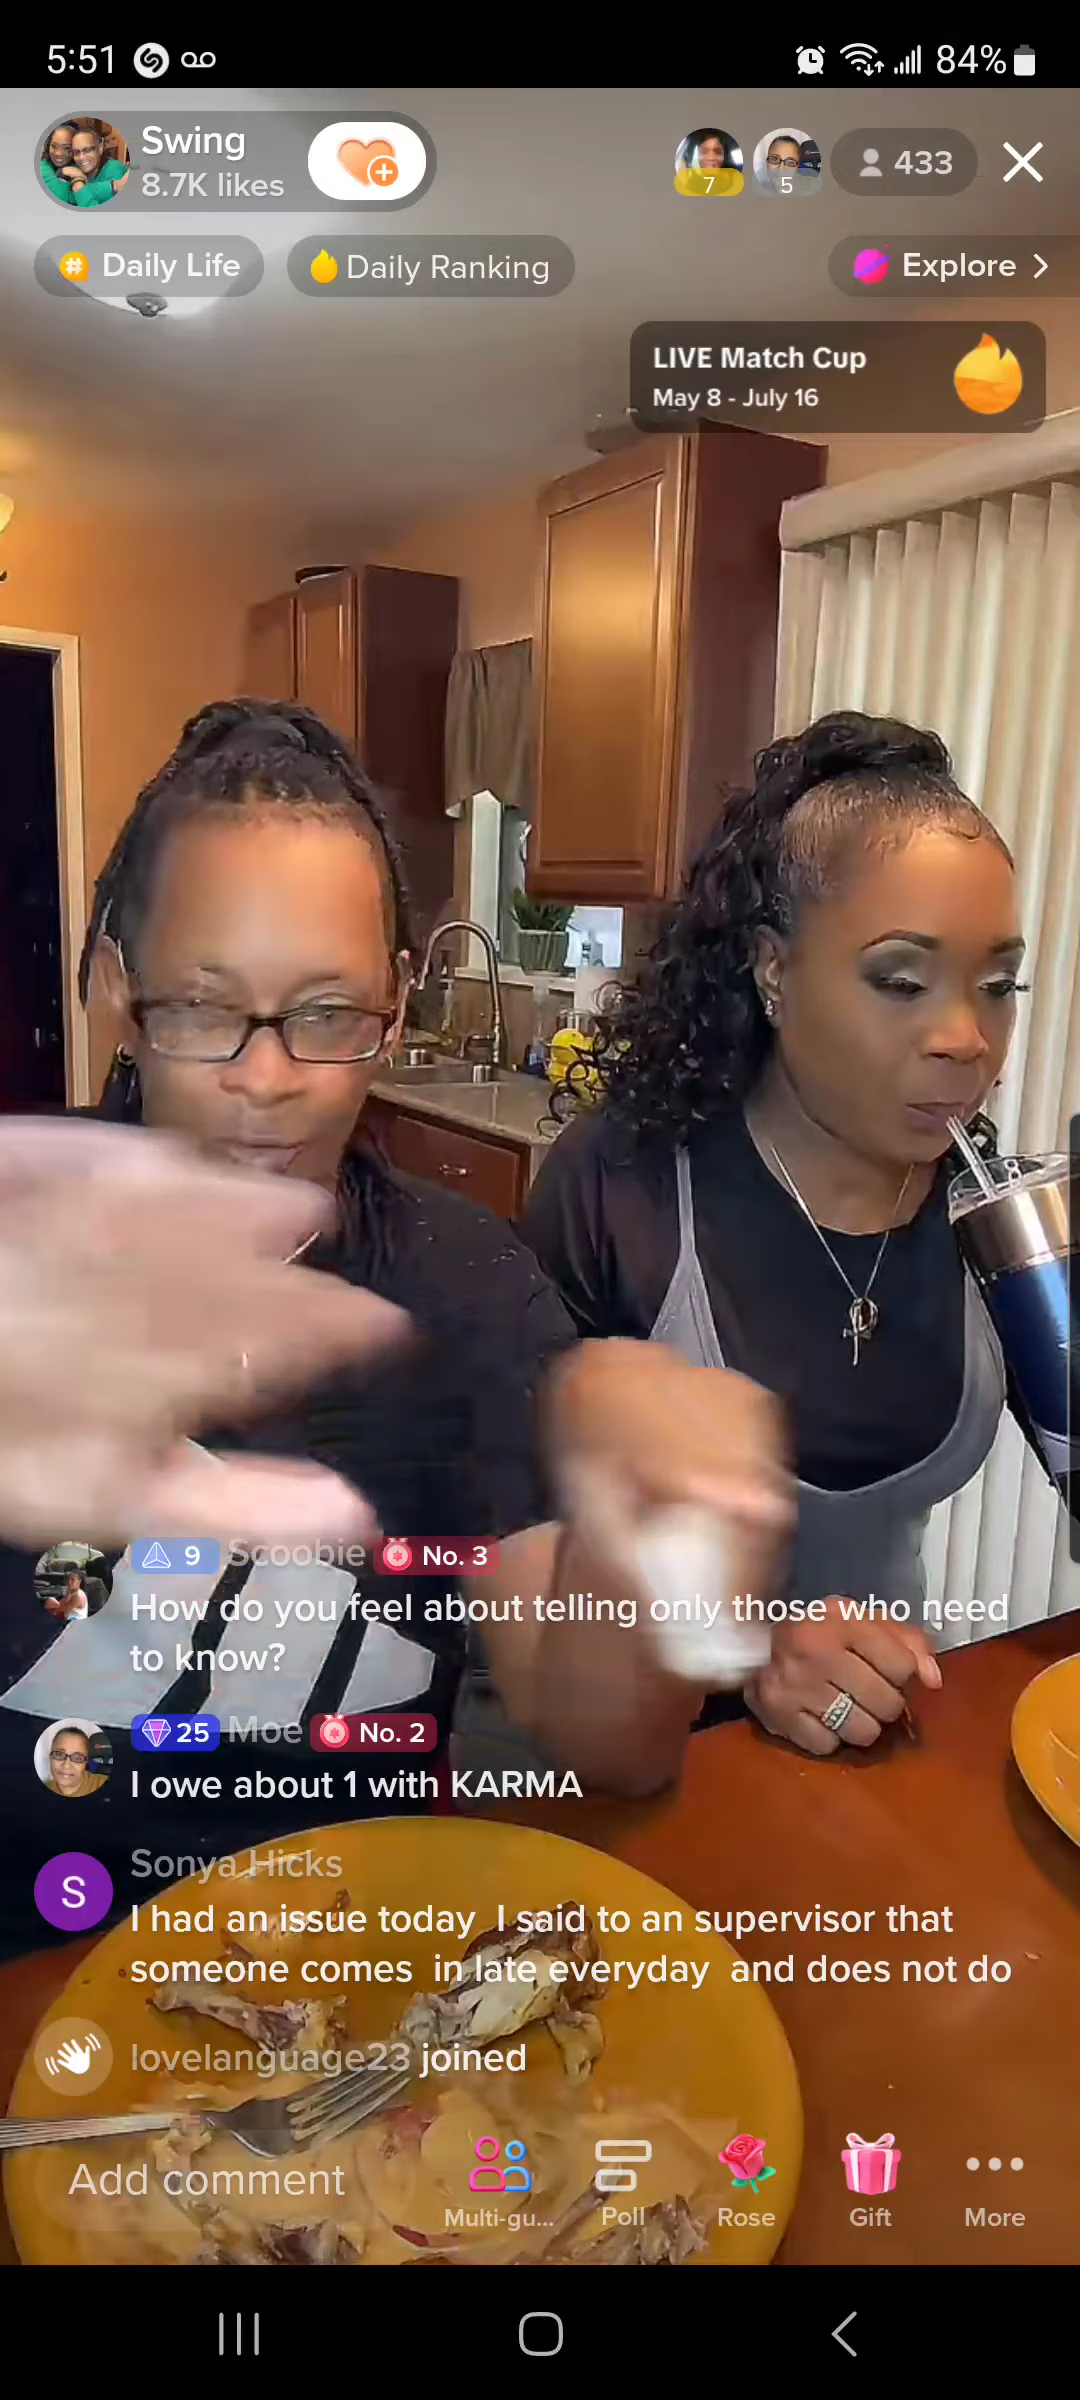 5:51
84%
Swing
8.7K likes
7
5
433
Daily Life
Daily Ranking
Explore
LIVE Match Cup
May 8 - July 16
9 Scoobie No. 3
How do you feel about telling only those who need
to know?
25 Moe No. 2
I owe about 1 with KARMA
S
Sonya Hicks
I had an issue today I said to an supervisor that
someone comes in late everyday and does not do
lovelanguage23 joined
Add comment
Multi-gu...
Poll
Rose
Gift
More